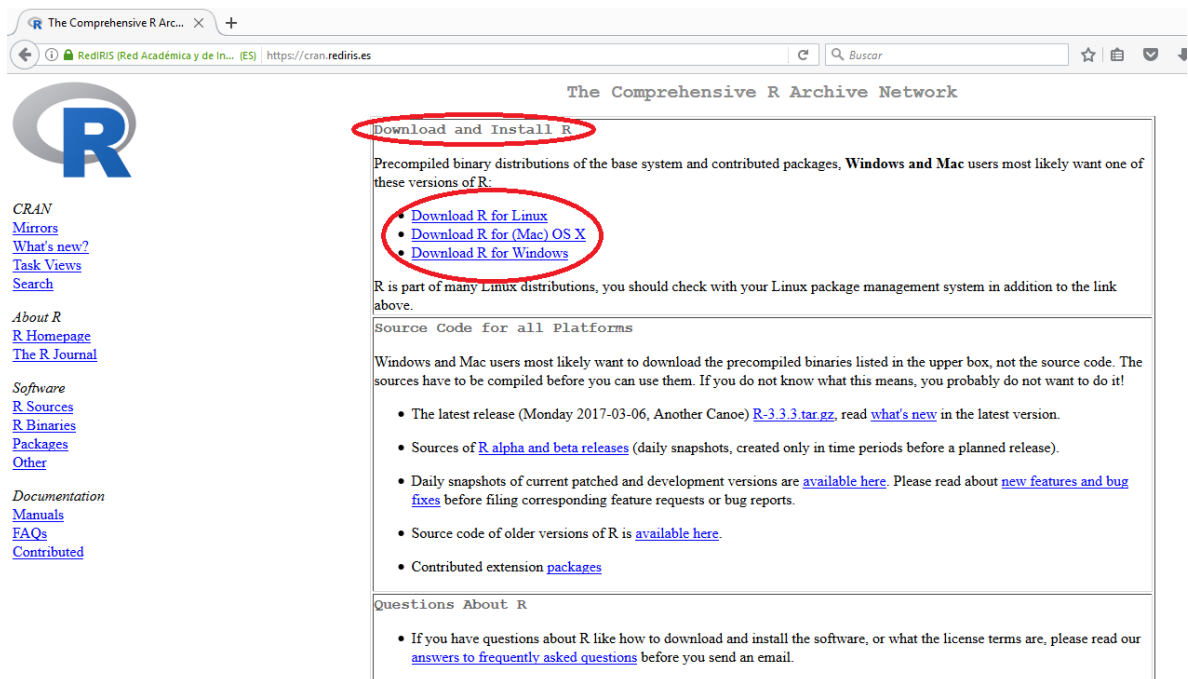 The Comprehensive R Arc...
RedIRIS (Red Académica y de In... (ES) https://cran.rediris.es
Buscar
R
CRAN
Mirrors
What's new?
Task Views
Search
About R
R Homepage
The R Journal
Software
R Sources
R Binaries
Packages
Other
Documentation
Manuals
FAQs
Contributed
The Comprehensive R Archive Network
Download and Install R
Precompiled binary distributions of the base system and contributed packages, Windows and Mac users most likely want one of
these versions of R:
• Download R for Linux
• Download R for (Mac) OS X
• Download R for Windows
R is part of many Linux distributions, you should check with your Linux package management system in addition to the link
above.
Source Code for all Platforms
Windows and Mac users most likely want to download the precompiled binaries listed in the upper box, not the source code. The
sources have to be compiled before you can use them. If you do not know what this means, you probably do not want to do it!
• The latest release (Monday 2017-03-06, Another Canoe) R-3.3.3.tar.gz, read what's new in the latest version.
• Sources of R alpha and beta releases (daily snapshots, created only in time periods before a planned release).
• Daily snapshots of current patched and development versions are available here. Please read about new features and bug
fixes before filing corresponding feature requests or bug reports.
• Source code of older versions of R is available here.
• Contributed extension packages
Questions About R
• If you have questions about R like how to download and install the software, or what the license terms are, please read our
answers to frequently asked questions before you send an email.